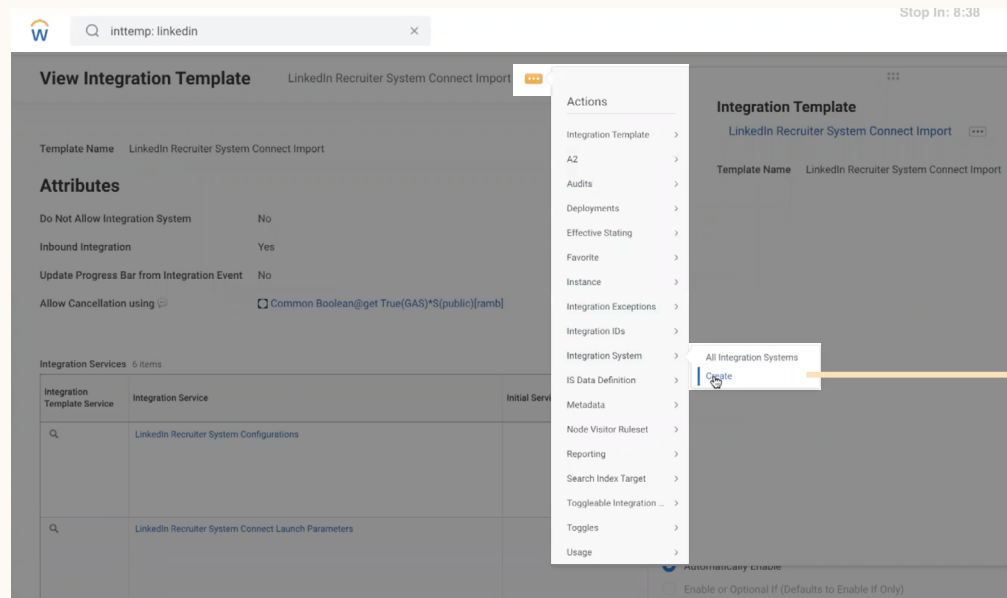 Stop In: 8:38
inttemp: linkedin
View Integration Template
LinkedIn Recruiter System Connect Import
Template Name LinkedIn Recruiter System Connect Import
Attributes
Do Not Allow Integration System No
Inbound Integration Yes
Update Progress Bar from Integration Event No
Allow Cancellation using Common Boolean@get True(GAS)*S(public)[ramb]
Integration Services 6 items
Integration
Template Service
Integration Service
Initial Servi
LinkedIn Recruiter System Configurations
LinkedIn Recruiter System Connect Launch Parameters
Actions
Integration Template
A2
Audits
Deployments
Effective Stating
Favorite
Instance
Integration Exceptions
Integration IDs
Integration System
IS Data Definition
Metadata
Node Visitor Ruleset
Reporting
Search Index Target
Toggleable Integration ...
Toggles
Usage
All Integration Systems
Create
Integration Template
LinkedIn Recruiter System Connect Import
Template Name LinkedIn Recruiter System Connect Import
Automatically Enable
Enable or Optional If (Defaults to Enable If Only)